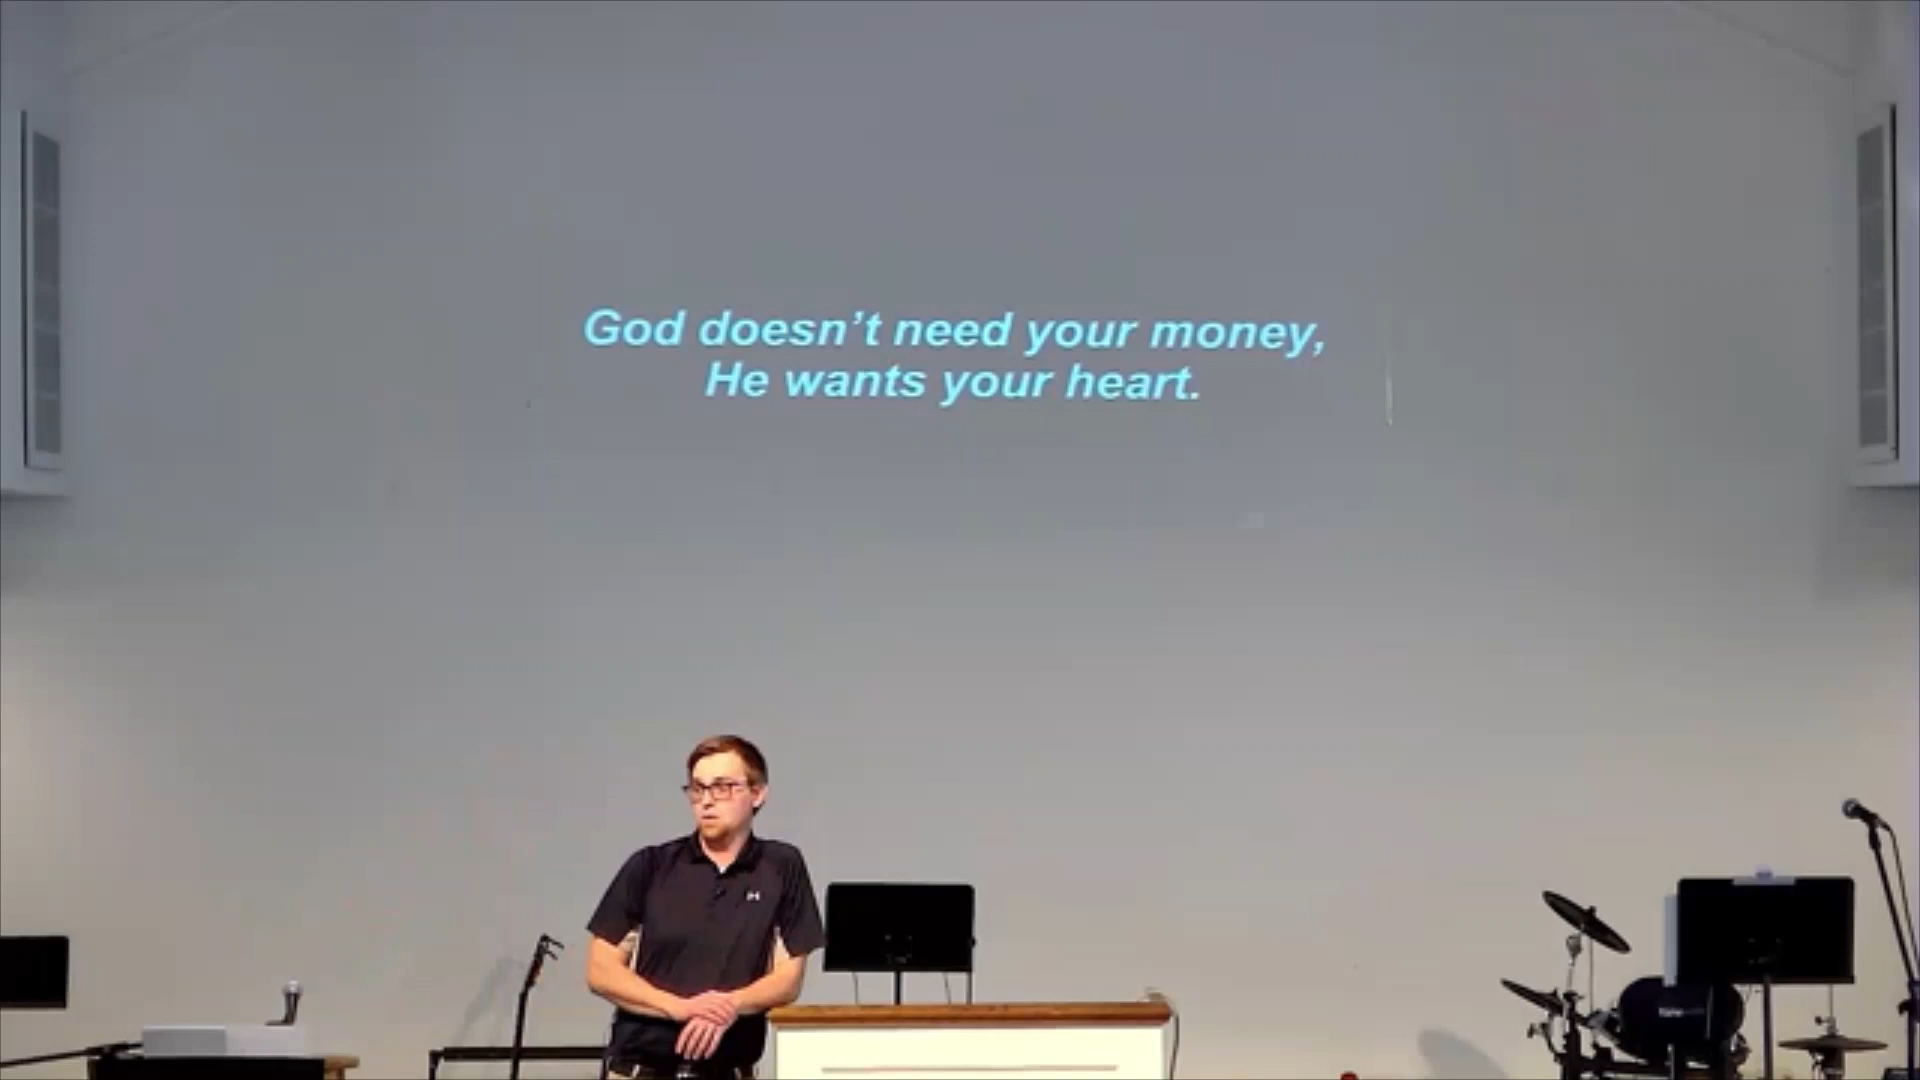 God doesn’t need your money,
He wants your heart.